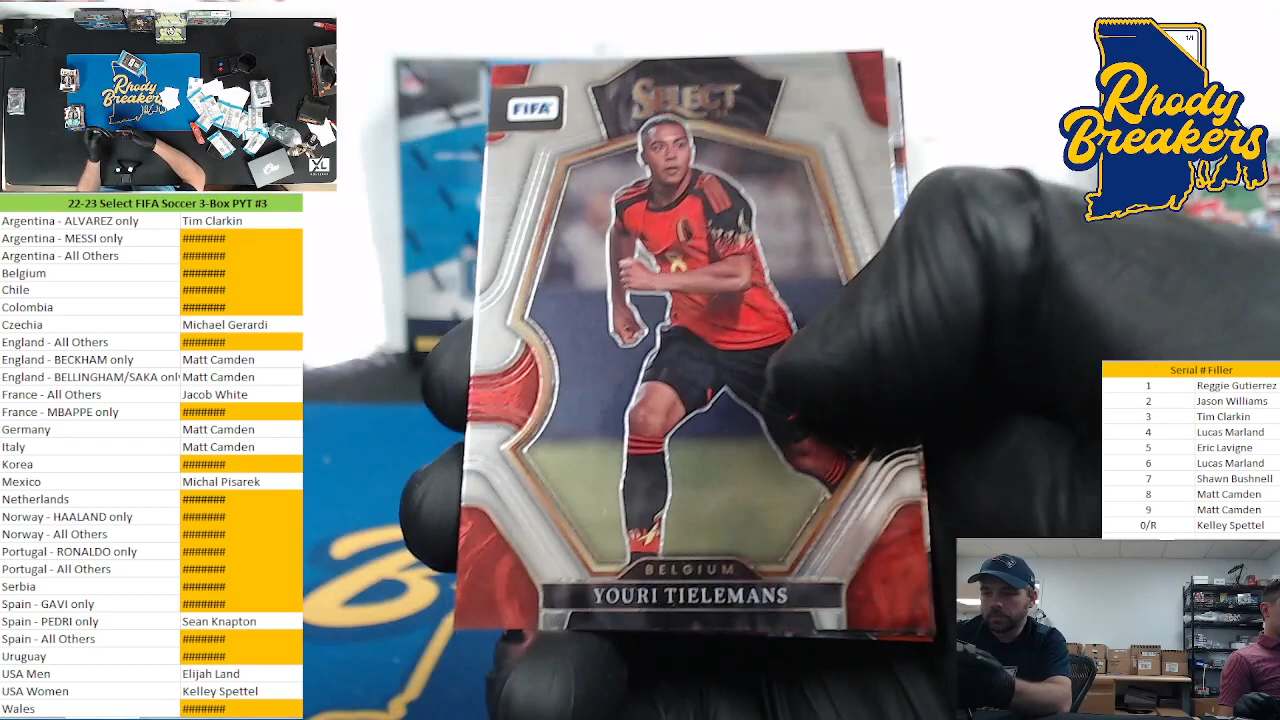 Rhody
Breakers
XL
22-23 Select FIFA Soccer 3-Box PYT #3
Argentina - ALVAREZ only Tim Clarkin
Argentina - MESSI only #######
Argentina - All Others #######
Belgium #######
Chile #######
Colombia #######
Czechia Michael Gerardi
England - All Others #######
England - BECKHAM only Matt Camden
England - BELLINGHAM/SAKA only Matt Camden
France - All Others Jacob White
France - MBAPPE only #######
Germany Matt Camden
Italy Matt Camden
Korea #######
Mexico Michal Pisarek
Netherlands #######
Norway - HAALAND only #######
Norway - All Others #######
Portugal - RONALDO only #######
Portugal - All Others #######
Serbia #######
Spain - GAVI only #######
Spain - PEDRI only Sean Knapton
Spain - All Others #######
Uruguay #######
USA Men Elijah Land
USA Women Kelley Spettel
Wales #######
FIFA
SELECT
BELGIUM
YOURI TIELEMANS
1/1
Rhody
Breakers
Serial # Filler
1 Reggie Gutierrez
2 Jason Williams
3 Tim Clarkin
4 Lucas Marland
5 Eric Lavigne
6 Lucas Marland
7 Shawn Bushnell
8 Matt Camden
9 Matt Camden
0/R Kelley Spettel